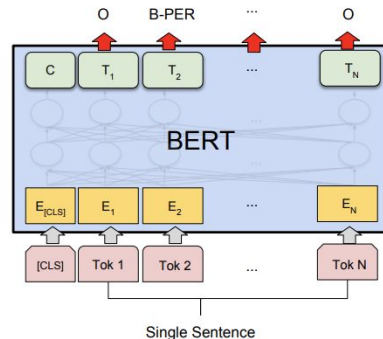 O B-PER ... O
C T1 T2 ... TN
BERT
E[CLS] E1 E2 ... EN
[CLS] Tok 1 Tok 2 ... Tok N
Single Sentence